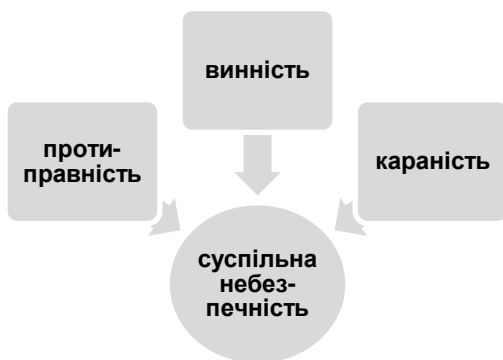 винність
проти-
правність
караність
суспільна
небез-
печність